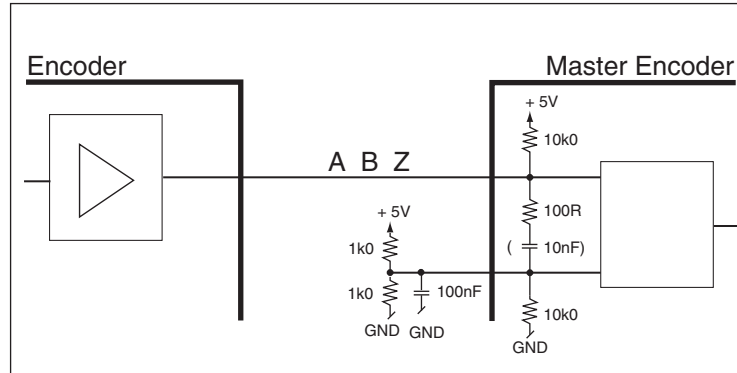 Encoder
Master Encoder
+ 5V
10k0
A B Z
100R
+ 5V
1k0
( 10nF)
1k0
100nF
10k0
GND
GND
GND